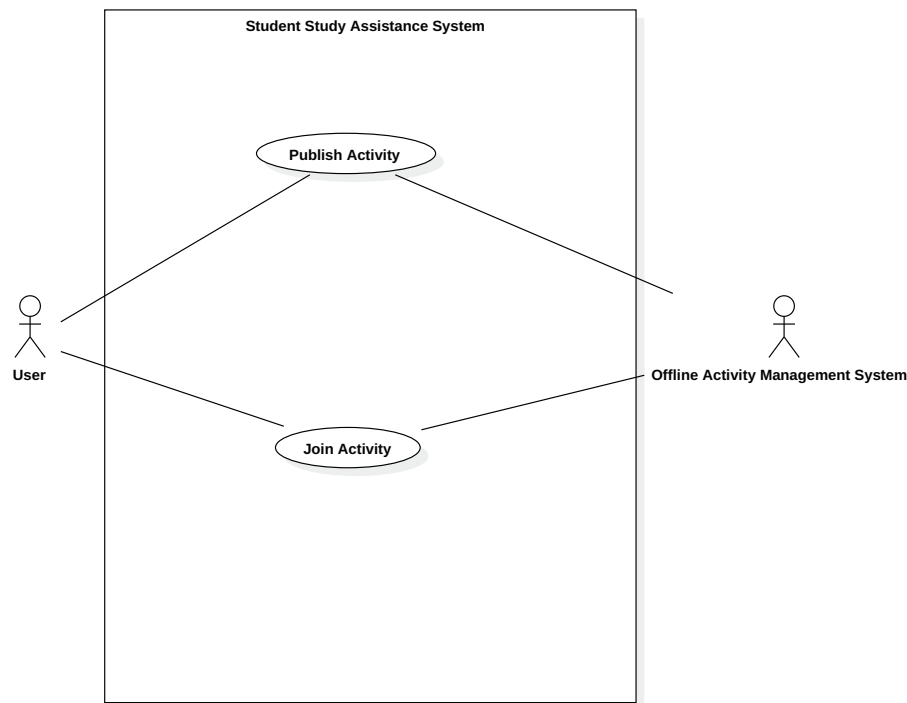 Student Study Assistance System
Publish Activity
User
Offline Activity Management System
Join Activity